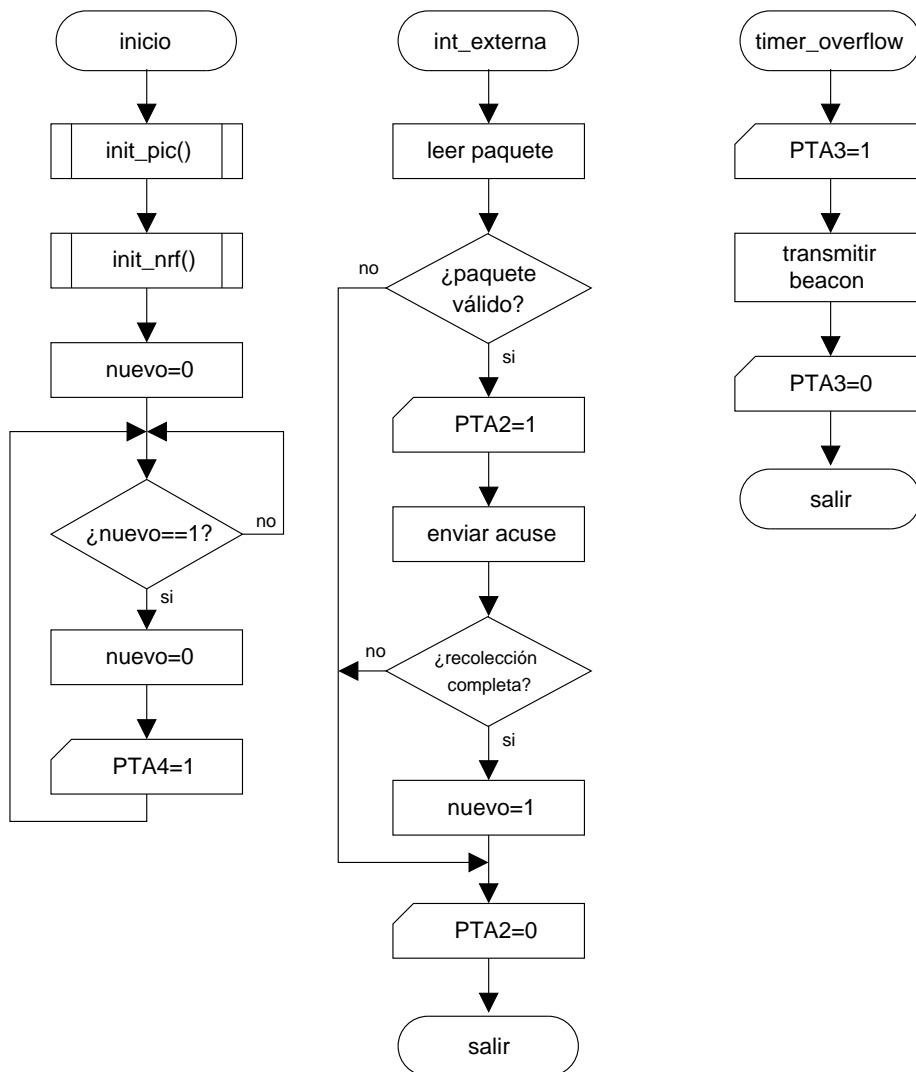 inicio
init_pic()
init_nrf()
nuevo=0
¿nuevo==1?
no
si
nuevo=0
PTA4=1
int_externa
leer paquete
no
¿paquete
válido?
si
PTA2=1
enviar acuse
no
¿recolección
completa?
si
nuevo=1
PTA2=0
salir
timer_overflow
PTA3=1
transmitir
beacon
PTA3=0
salir